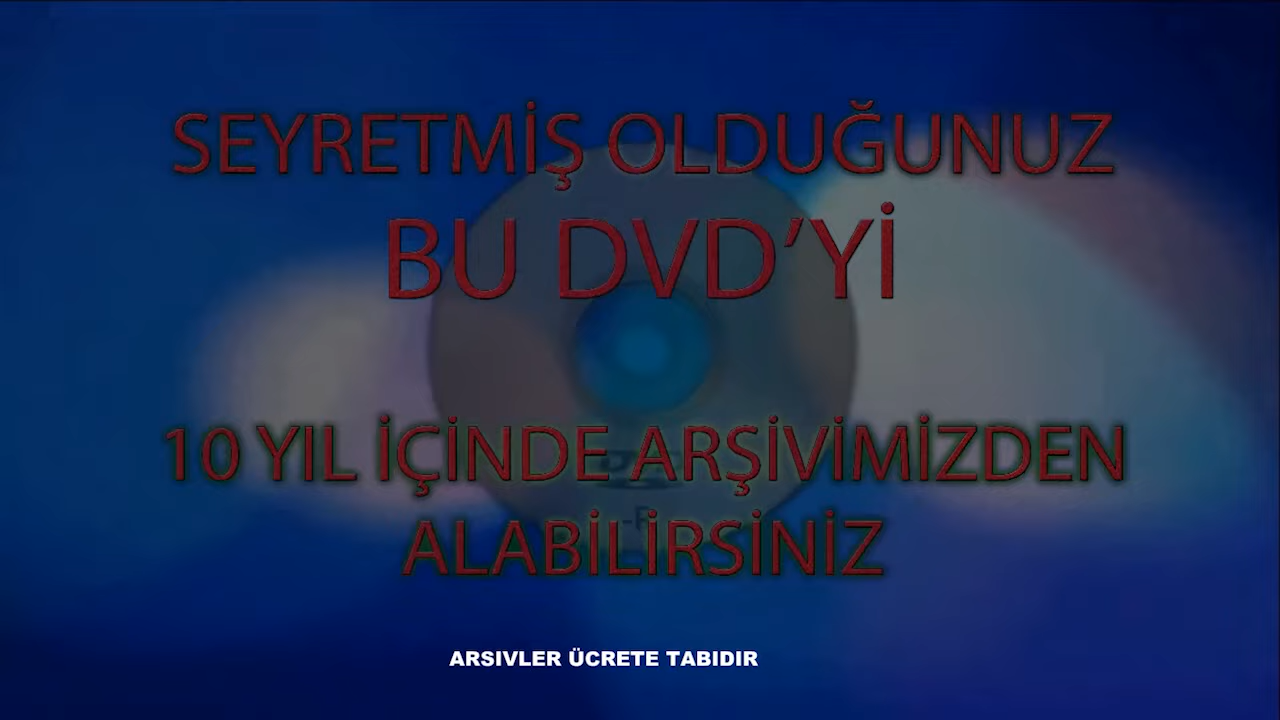 SEYRETMİŞ OLDUĞUNUZ
BU DVD’Yİ
10 YIL İÇİNDE ARŞİVİMİZDEN
ALABİLİRSİNİZ
ARSIVLER ÜCRETE TABIDIR